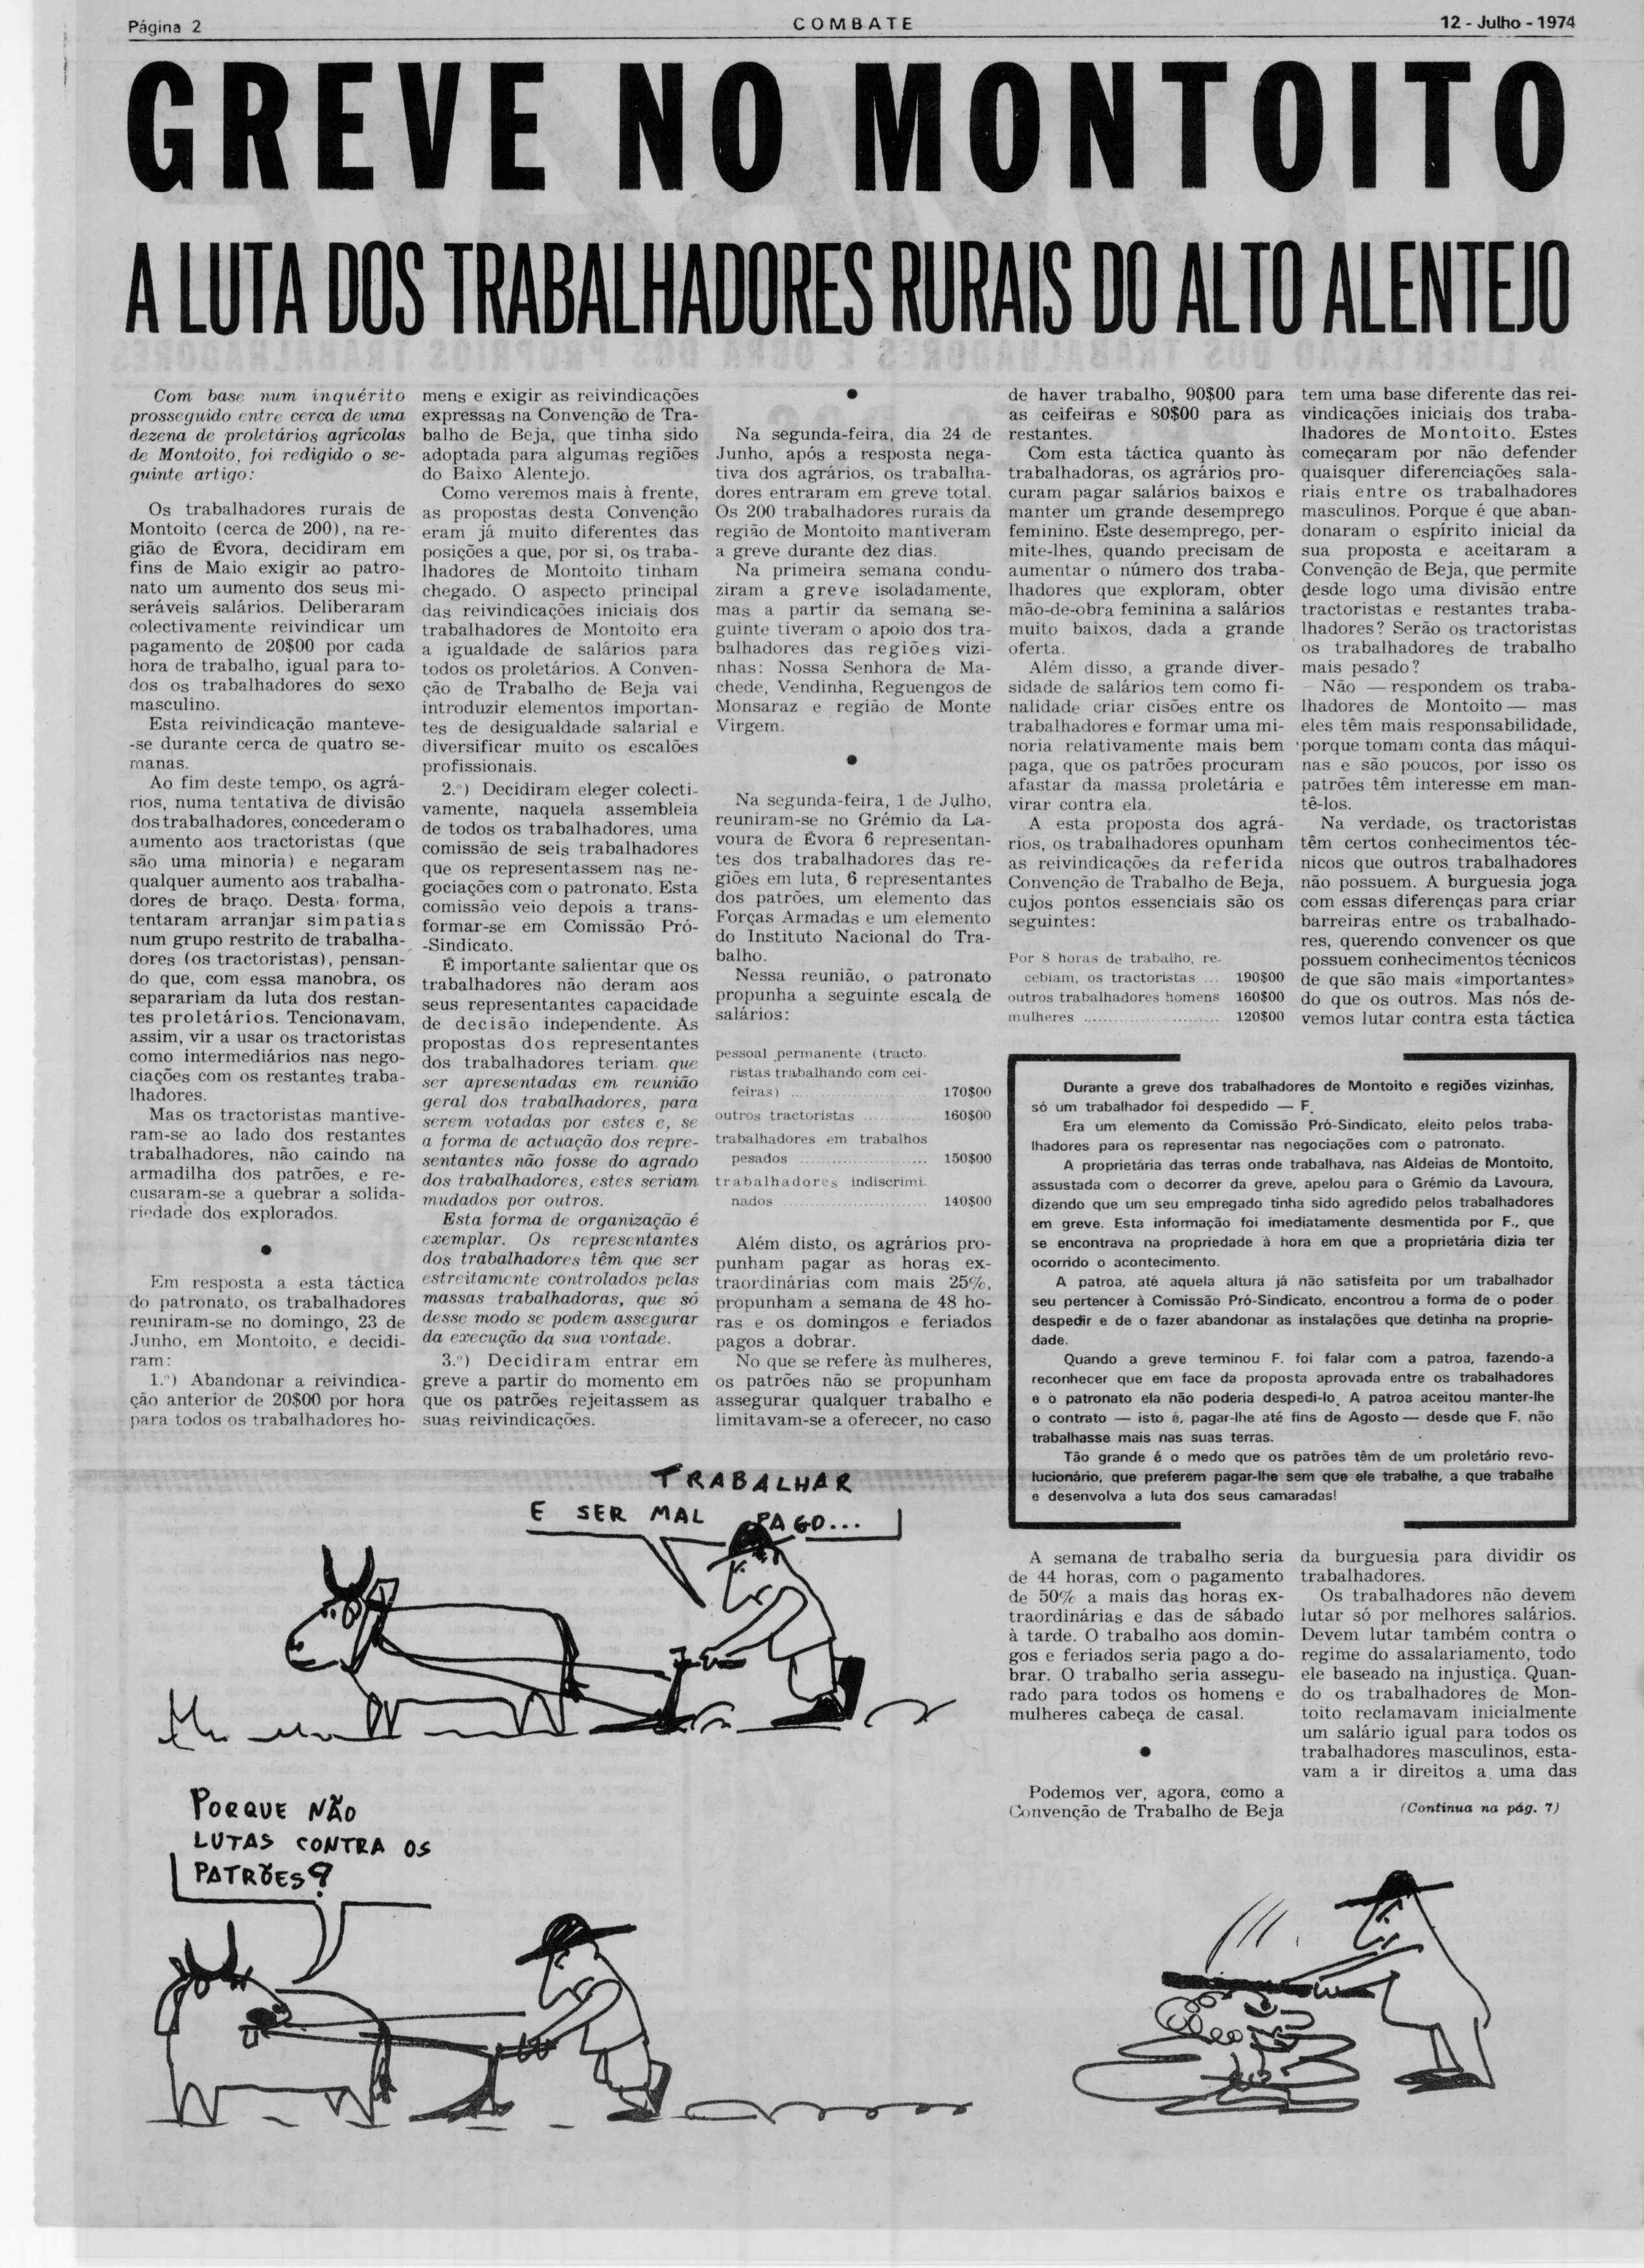 Página 2
COMBATE
12 - Julho - 1974
GREVE NO MONTOITO
A LUTA DOS TRABALHADORES RURAIS DO ALTO ALENTEJO
Com base num inquérito
prosseguido entre cerca de uma
dezena de proletários agrícolas
de Montoito, foi redigido o se-
guinte artigo:
Os trabalhadores rurais de
Montoito (cerca de 200), na re-
gião de Évora, decidiram em
fins de Maio exigir ao patro-
nato um aumento dos seus mi-
seráveis salários. Deliberaram
colectivamente reivindicar um
pagamento de 20$00 por cada
hora de trabalho, igual para to-
dos os trabalhadores do sexo
masculino.
Esta reivindicação manteve-
-se durante cerca de quatro se-
manas.
Ao fim deste tempo, os agrá-
rios, numa tentativa de divisão
dos trabalhadores, concederam o
aumento aos tractoristas (que
são uma minoria) e negaram
qualquer aumento aos trabalha-
dores de braço. Desta forma,
tentaram arranjar simpatias
num grupo restrito de trabalha-
dores (os tractoristas), pensan-
do que, com essa manobra, os
separariam da luta dos restan-
tes proletários. Tencionavam,
assim, vir a usar os tractoristas
como intermediários nas nego-
ciações com os restantes traba-
lhadores.
Mas os tractoristas mantive-
ram-se ao lado dos restantes
trabalhadores, não caindo na
armadilha dos patrões, e re-
cusaram-se a quebrar a solida-
riedade dos explorados.
●
Em resposta a esta táctica
do patronato, os trabalhadores
reuniram-se no domingo, 23 de
Junho, em Montoito, e decidi-
ram:
1.º) Abandonar a reivindica-
ção anterior de 20$00 por hora
para todos os trabalhadores ho-
mens e exigir as reivindicações
expressas na Convenção de Tra-
balho de Beja, que tinha sido
adoptada para algumas regiões
do Baixo Alentejo.
Como veremos mais à frente,
as propostas desta Convenção
eram já muito diferentes das
posições a que, por si, os traba-
lhadores de Montoito tinham
chegado. O aspecto principal
das reivindicações iniciais dos
trabalhadores de Montoito era
a igualdade de salários para
todos os proletários. A Conven-
ção de Trabalho de Beja vai
introduzir elementos importan-
tes de desigualdade salarial e
diversificar muito os escalões
profissionais.
2.º) Decidiram eleger colecti-
vamente, naquela assembleia
de todos os trabalhadores, uma
comissão de seis trabalhadores
que os representassem nas ne-
gociações com o patronato. Esta
comissão veio depois a trans-
formar-se em Comissão Pró-
-Sindicato.
É importante salientar que os
trabalhadores não deram aos
seus representantes capacidade
de decisão independente. As
propostas dos representantes
dos trabalhadores teriam que
ser apresentadas em reunião
geral dos trabalhadores, para
serem votadas por estes e, se
a forma de actuação dos repre-
sentantes não fosse do agrado
dos trabalhadores, estes seriam
mudados por outros.
Esta forma de organização é
exemplar. Os representantes
dos trabalhadores têm que ser
estreitamente controlados pelas
massas trabalhadoras, que só
desse modo se podem assegurar
da execução da sua vontade.
3.º) Decidiram entrar em
greve a partir do momento em
que os patrões rejeitassem as
suas reivindicações.
●
Na segunda-feira, dia 24 de
Junho, após a resposta nega-
tiva dos agrários, os trabalha-
dores entraram em greve total.
Os 200 trabalhadores rurais da
região de Montoito mantiveram
a greve durante dez dias.
Na primeira semana condu-
ziram a greve isoladamente,
mas a partir da semana se-
guinte tiveram o apoio dos tra-
balhadores das regiões vizi-
nhas: Nossa Senhora de Ma-
chede, Vendinha, Reguengos de
Monsaraz e região de Monte
Virgem.
●
Na segunda-feira, 1 de Julho,
reuniram-se no Grémio da La-
voura de Évora 6 representan-
tes dos trabalhadores das re-
giões em luta, 6 representantes
dos patrões, um elemento das
Forças Armadas e um elemento
do Instituto Nacional do Tra-
balho.
Nessa reunião, o patronato
propunha a seguinte escala de
salários:
pessoal permanente (tracto-
ristas trabalhando com cei-
feiras) ........ 170$00
outros tractoristas ........ 160$00
trabalhadores em trabalhos
pesados ........ 150$00
trabalhadores indiscrimi-
nados ........ 140$00
Além disto, os agrários pro-
punham pagar as horas ex-
traordinárias com mais 25%,
propunham a semana de 48 ho-
ras e os domingos e feriados
pagos a dobrar.
No que se refere às mulheres,
os patrões não se propunham
assegurar qualquer trabalho e
limitavam-se a oferecer, no caso
de haver trabalho, 90$00 para
as ceifeiras e 80$00 para as
restantes.
Com esta táctica quanto às
trabalhadoras, os agrários pro-
curam pagar salários baixos e
manter um grande desemprego
feminino. Este desemprego, per-
mite-lhes, quando precisam de
aumentar o número dos traba-
lhadores que exploram, obter
mão-de-obra feminina a salários
muito baixos, dada a grande
oferta.
Além disso, a grande diver-
sidade de salários tem como fi-
nalidade criar cisões entre os
trabalhadores e formar uma mi-
noria relativamente mais bem
paga, que os patrões procuram
afastar da massa proletária e
virar contra ela.
A esta proposta dos agrá-
rios, os trabalhadores opunham
as reivindicações da referida
Convenção de Trabalho de Beja,
cujos pontos essenciais são os
seguintes:
Por 8 horas de trabalho, re-
cebiam, os tractoristas ... 190$00
outros trabalhadores homens 160$00
mulheres ........ 120$00
tem uma base diferente das rei-
vindicações iniciais dos traba-
lhadores de Montoito. Estes
começaram por não defender
quaisquer diferenciações sala-
riais entre os trabalhadores
masculinos. Porque é que aban-
donaram o espírito inicial da
sua proposta e aceitaram a
Convenção de Beja, que permite
desde logo uma divisão entre
tractoristas e restantes traba-
lhadores? Serão os tractoristas
os trabalhadores de trabalho
mais pesado?
Não — respondem os traba-
lhadores de Montoito — mas
eles têm mais responsabilidade,
porque tomam conta das máqui-
nas e são poucos, por isso os
patrões têm interesse em man-
tê-los.
Na verdade, os tractoristas
têm certos conhecimentos téc-
nicos que outros trabalhadores
não possuem. A burguesia joga
com essas diferenças para criar
barreiras entre os trabalhado-
res, querendo convencer os que
possuem conhecimentos técnicos
de que são mais «importantes»
do que os outros. Mas nós de-
vemos lutar contra esta táctica
Durante a greve dos trabalhadores de Montoito e regiões vizinhas,
só um trabalhador foi despedido — F.
Era um elemento da Comissão Pró-Sindicato, eleito pelos traba-
lhadores para os representar nas negociações com o patronato.
A proprietária das terras onde trabalhava, nas Aldeias de Montoito,
assustada com o decorrer da greve, apelou para o Grémio da Lavoura,
dizendo que um seu empregado tinha sido agredido pelos trabalhadores
em greve. Esta informação foi imediatamente desmentida por F., que
se encontrava na propriedade à hora em que a proprietária dizia ter
ocorrido o acontecimento.
A patroa, até aquela altura já não satisfeita por um trabalhador
seu pertencer à Comissão Pró-Sindicato, encontrou a forma de o poder
despedir e de o fazer abandonar as instalações que detinha na proprie-
dade.
Quando a greve terminou F. foi falar com a patroa, fazendo-a
reconhecer que em face da proposta aprovada entre os trabalhadores
e o patronato ela não poderia despedi-lo. A patroa aceitou manter-lhe
o contrato — isto é, pagar-lhe até fins de Agosto — desde que F. não
trabalhasse mais nas suas terras.
Tão grande é o medo que os patrões têm de um proletário revo-
lucionário, que preferem pagar-lhe sem que ele trabalhe, a que trabalhe
e desenvolva a luta dos seus camaradas!
A semana de trabalho seria
de 44 horas, com o pagamento
de 50% a mais das horas ex-
traordinárias e das de sábado
à tarde. O trabalho aos domin-
gos e feriados seria pago a do-
brar. O trabalho seria assegu-
rado para todos os homens e
mulheres cabeça de casal.
●
Podemos ver, agora, como a
Convenção de Trabalho de Beja
da burguesia para dividir os
trabalhadores.
Os trabalhadores não devem
lutar só por melhores salários.
Devem lutar também contra o
regime do assalariamento, todo
ele baseado na injustiça. Quan-
do os trabalhadores de Mon-
toito reclamavam inicialmente
um salário igual para todos os
trabalhadores masculinos, esta-
vam a ir direitos a uma das
(Continua na pág. 7)
TRABALHAR
E SER MAL PAGO...
PORQUE NÃO
LUTAS CONTRA OS
PATRÕES?